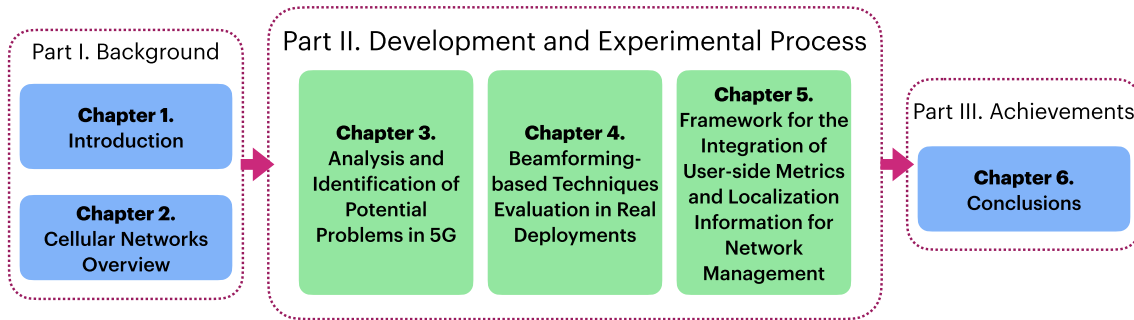 Part I. Background
Chapter 1.
Introduction
Chapter 2.
Cellular Networks
Overview
Part II. Development and Experimental Process
Chapter 3.
Analysis and
Identification of
Potential
Problems in 5G
Chapter 4.
Beamforming-
based Techniques
Evaluation in Real
Deployments
Chapter 5.
Framework for the
Integration of
User-side Metrics
and Localization
Information for
Network
Management
Part III. Achievements
Chapter 6.
Conclusions